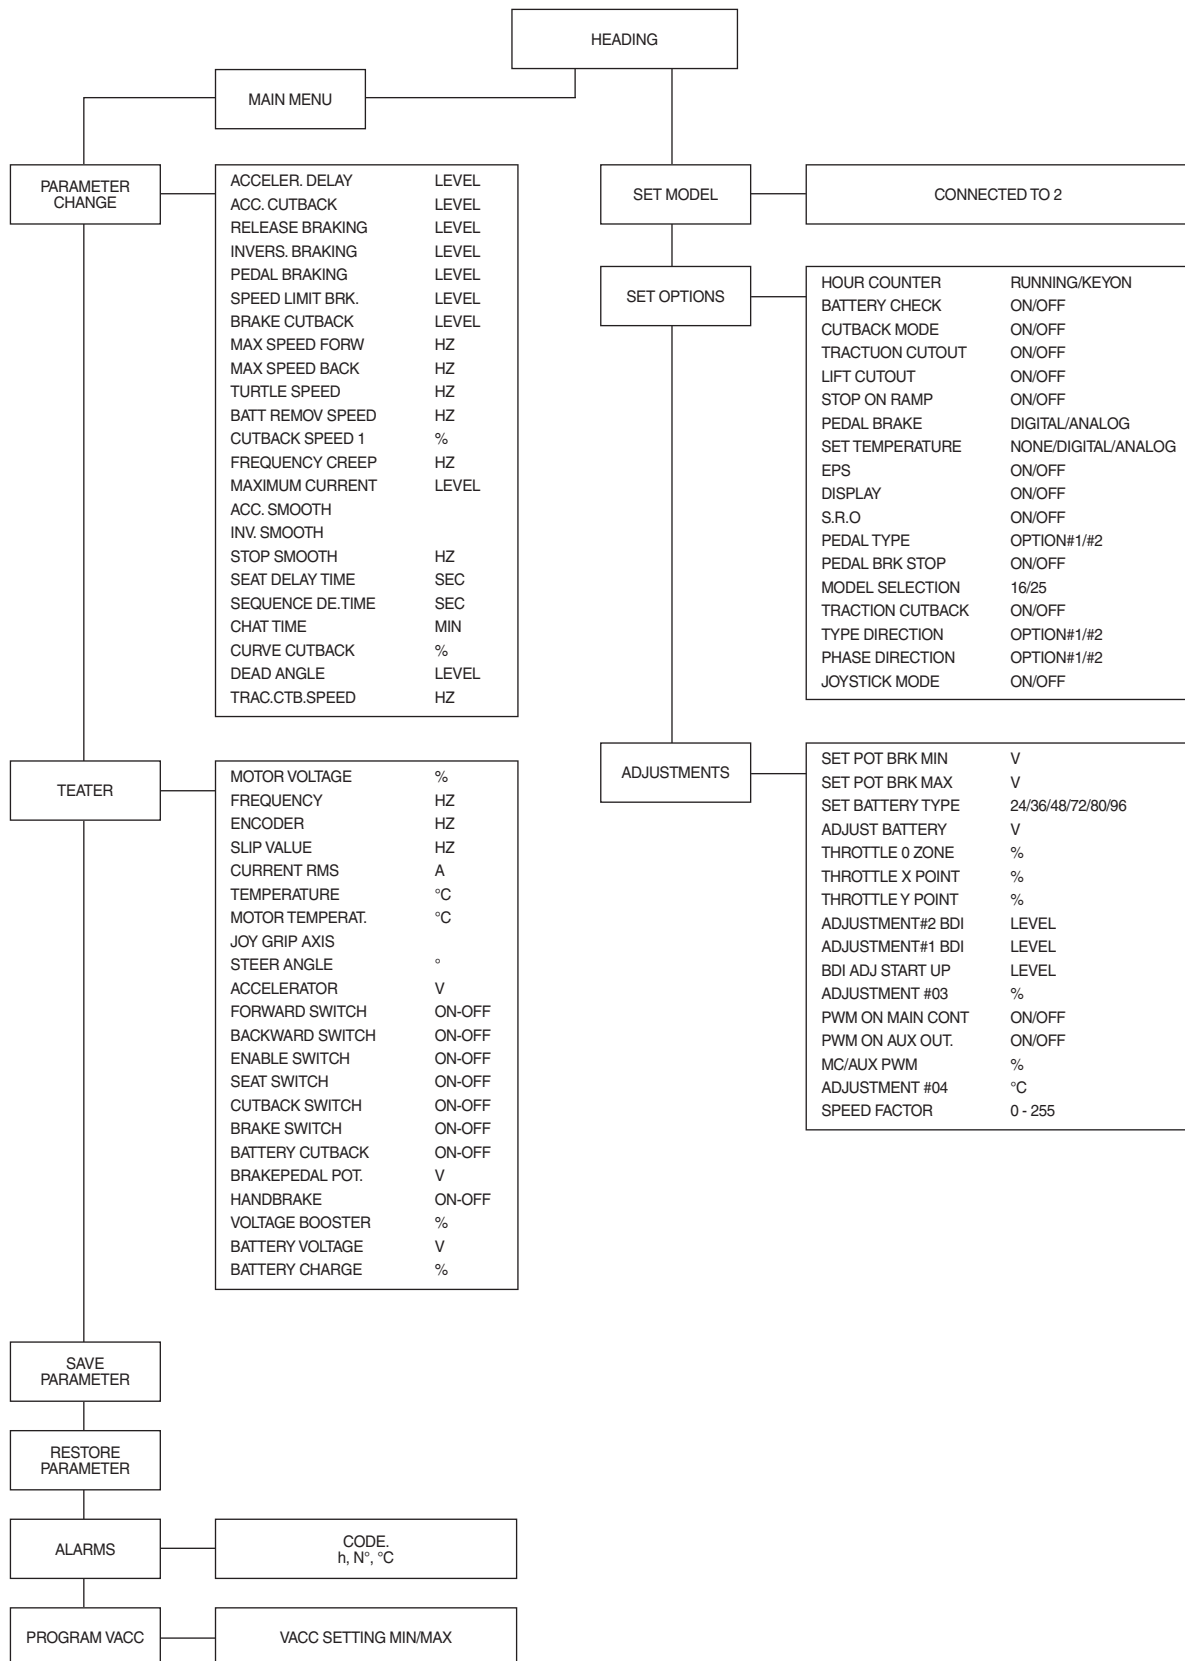 HEADING
MAIN MENU
PARAMETER
CHANGE
ACCELER. DELAY LEVEL
ACC. CUTBACK LEVEL
RELEASE BRAKING LEVEL
INVERS. BRAKING LEVEL
PEDAL BRAKING LEVEL
SPEED LIMIT BRK. LEVEL
BRAKE CUTBACK LEVEL
MAX SPEED FORW HZ
MAX SPEED BACK HZ
TURTLE SPEED HZ
BATT REMOV SPEED HZ
CUTBACK SPEED 1 %
FREQUENCY CREEP HZ
MAXIMUM CURRENT LEVEL
ACC. SMOOTH
INV. SMOOTH
STOP SMOOTH HZ
SEAT DELAY TIME SEC
SEQUENCE DE.TIME SEC
CHAT TIME MIN
CURVE CUTBACK %
DEAD ANGLE LEVEL
TRAC.CTB.SPEED HZ
TEATER
MOTOR VOLTAGE %
FREQUENCY HZ
ENCODER HZ
SLIP VALUE HZ
CURRENT RMS A
TEMPERATURE °C
MOTOR TEMPERAT. °C
JOY GRIP AXIS
STEER ANGLE °
ACCELERATOR V
FORWARD SWITCH ON-OFF
BACKWARD SWITCH ON-OFF
ENABLE SWITCH ON-OFF
SEAT SWITCH ON-OFF
CUTBACK SWITCH ON-OFF
BRAKE SWITCH ON-OFF
BATTERY CUTBACK ON-OFF
BRAKEPEDAL POT. V
HANDBRAKE ON-OFF
VOLTAGE BOOSTER %
BATTERY VOLTAGE V
BATTERY CHARGE %
SAVE
PARAMETER
RESTORE
PARAMETER
ALARMS
CODE.
h, N°, °C
PROGRAM VACC
VACC SETTING MIN/MAX
SET MODEL
CONNECTED TO 2
SET OPTIONS
HOUR COUNTER RUNNING/KEYON
BATTERY CHECK ON/OFF
CUTBACK MODE ON/OFF
TRACTUON CUTOUT ON/OFF
LIFT CUTOUT ON/OFF
STOP ON RAMP ON/OFF
PEDAL BRAKE DIGITAL/ANALOG
SET TEMPERATURE NONE/DIGITAL/ANALOG
EPS ON/OFF
DISPLAY ON/OFF
S.R.O ON/OFF
PEDAL TYPE OPTION#1/#2
PEDAL BRK STOP ON/OFF
MODEL SELECTION 16/25
TRACTION CUTBACK ON/OFF
TYPE DIRECTION OPTION#1/#2
PHASE DIRECTION OPTION#1/#2
JOYSTICK MODE ON/OFF
ADJUSTMENTS
SET POT BRK MIN V
SET POT BRK MAX V
SET BATTERY TYPE 24/36/48/72/80/96
ADJUST BATTERY V
THROTTLE 0 ZONE %
THROTTLE X POINT %
THROTTLE Y POINT %
ADJUSTMENT#2 BDI LEVEL
ADJUSTMENT#1 BDI LEVEL
BDI ADJ START UP LEVEL
ADJUSTMENT #03 %
PWM ON MAIN CONT ON/OFF
PWM ON AUX OUT. ON/OFF
MC/AUX PWM %
ADJUSTMENT #04 °C
SPEED FACTOR 0 - 255